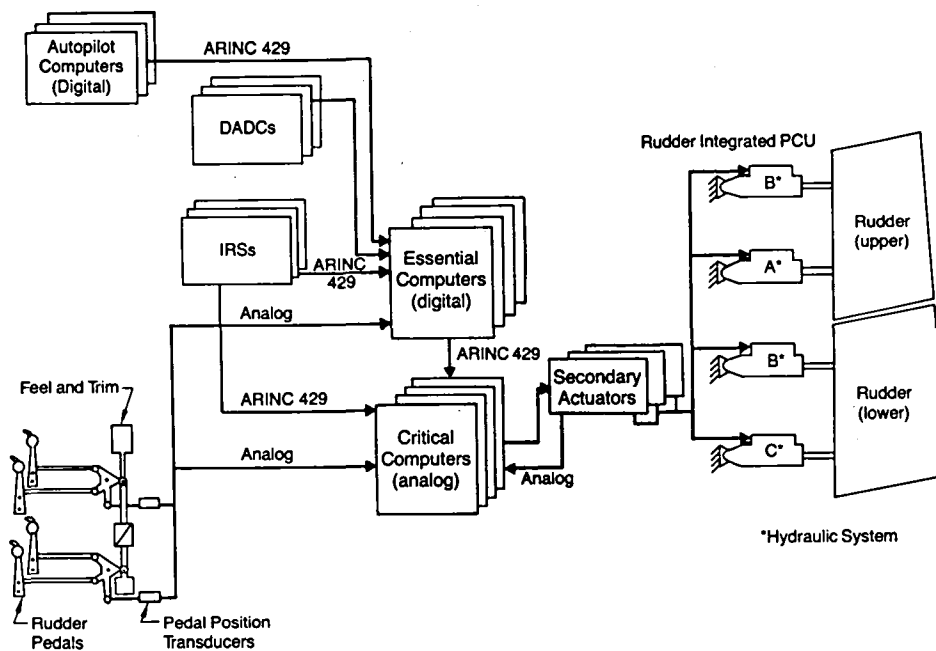 Autopilot
Computers
(Digital)
ARINC 429
DADCs
IRSs
ARINC
429
Essential
Computers
(digital)
Analog
ARINC 429
Feel and Trim
ARINC 429
Analog
Critical
Computers
(analog)
Secondary
Actuators
Analog
Rudder Integrated PCU
B*
A*
B*
C*
Rudder
(upper)
Rudder
(lower)
*Hydraulic System
Rudder
Pedals
Pedal Position
Transducers